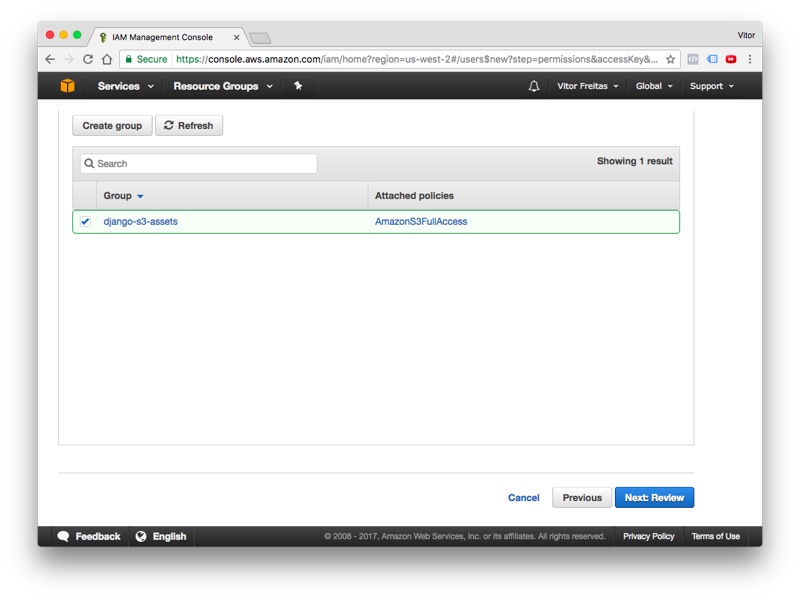 IAM Management Console
Vitor
Secure https://console.aws.amazon.com/iam/home?region=us-west-2#/users$new?step=permissions&accessKey&...
Services Resource Groups Vitor Freitas Global Support
Create group Refresh
Search Showing 1 result
Group Attached policies
django-s3-assets AmazonS3FullAccess
Cancel Previous Next: Review
Feedback English © 2008 - 2017, Amazon Web Services, Inc. or its affiliates. All rights reserved. Privacy Policy Terms of Use